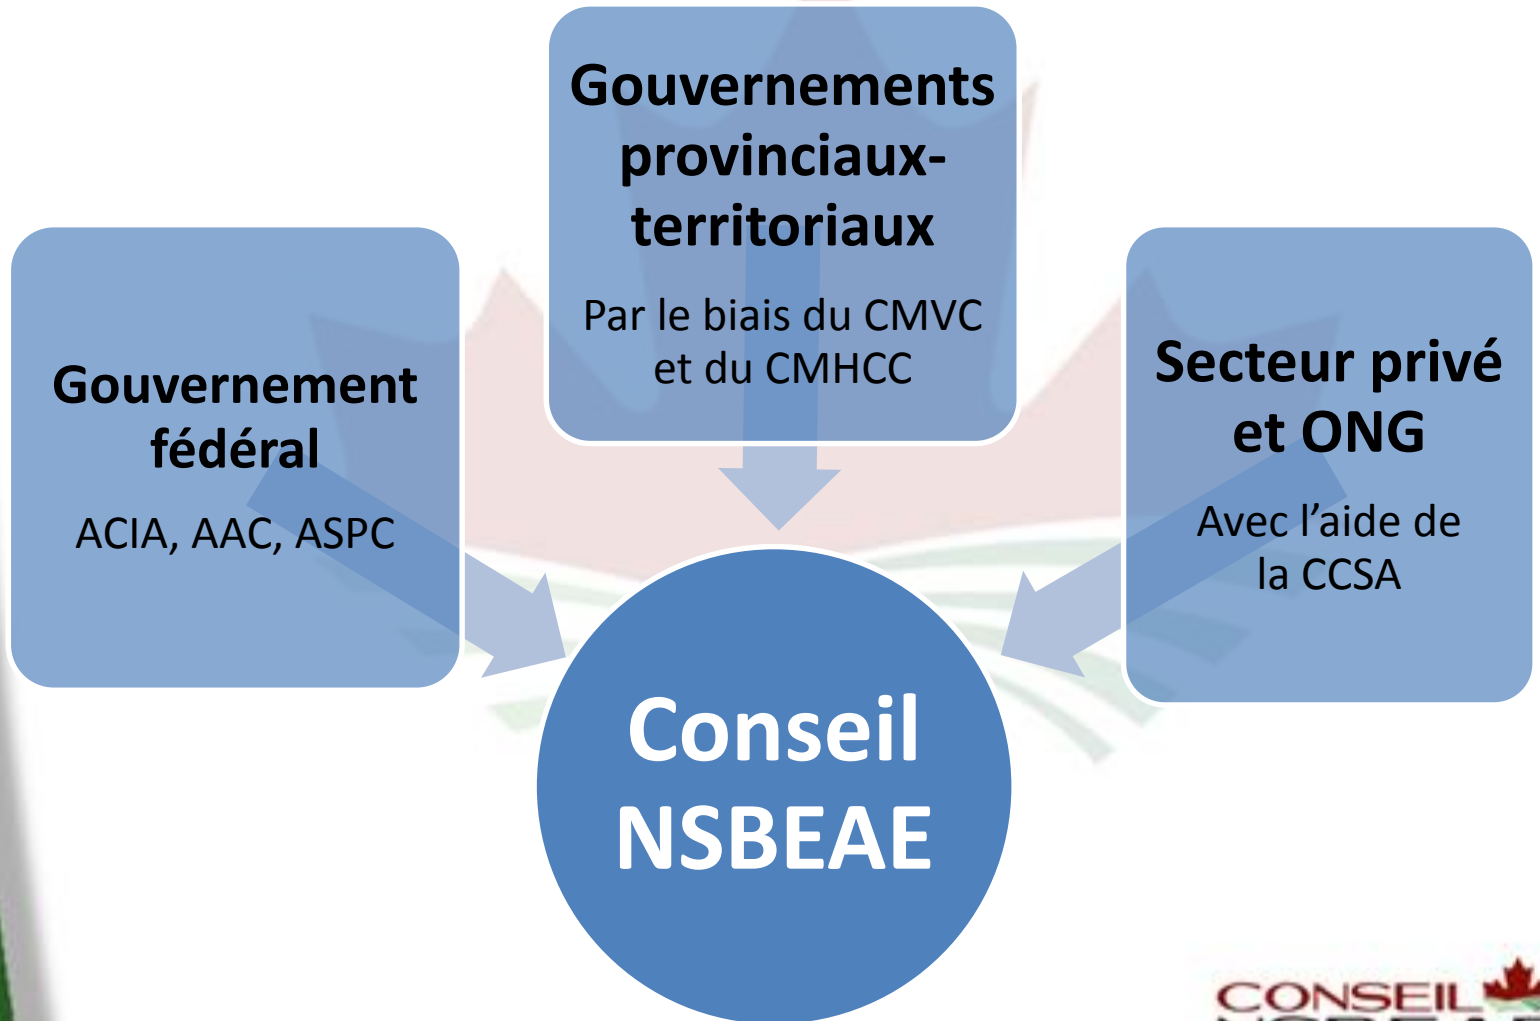 Gouvernements
provinciaux-
territoriaux
Par le biais du CMVC
et du CMHCC
Gouvernement
fédéral
ACIA, AAC, ASPC
Secteur privé
et ONG
Avec l’aide de
la CCSA
Conseil
NSBEAE
CONSEIL